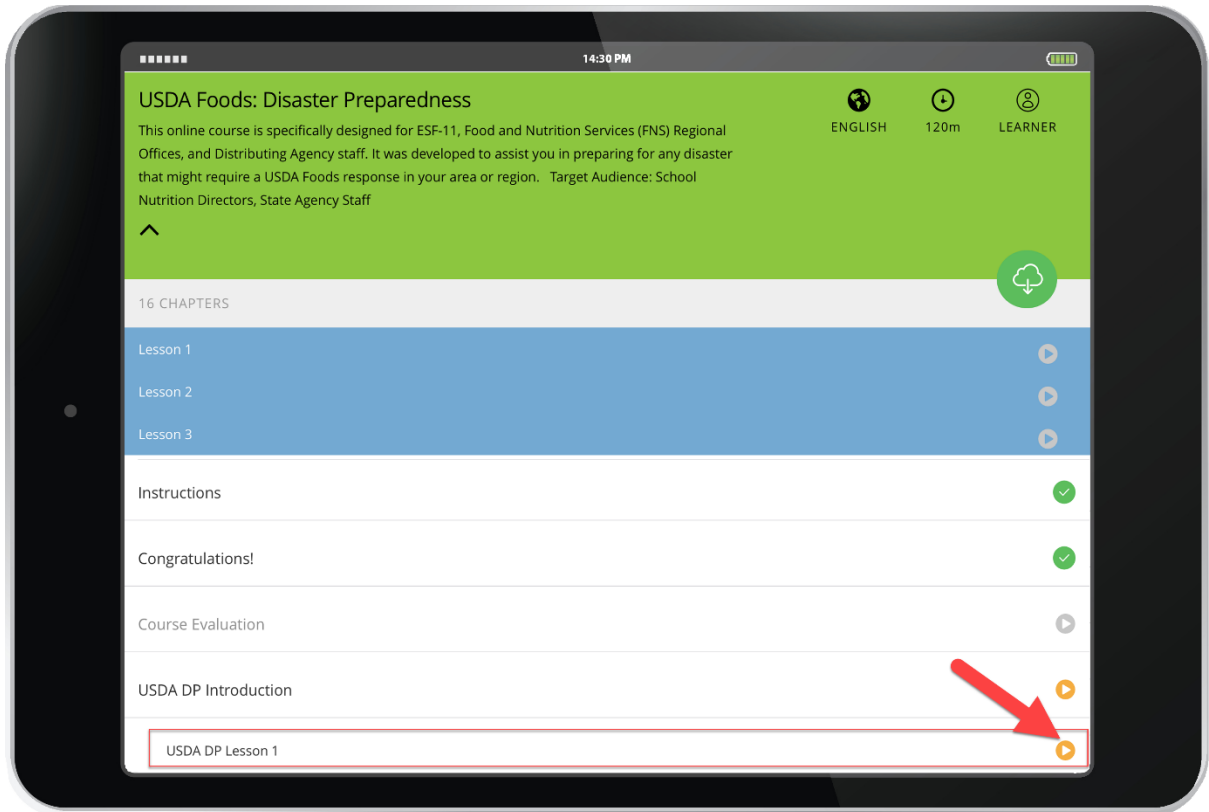 14:30 PM
USDA Foods: Disaster Preparedness
ENGLISH
120m
LEARNER
This online course is specifically designed for ESF-11, Food and Nutrition Services (FNS) Regional
Offices, and Distributing Agency staff. It was developed to assist you in preparing for any disaster
that might require a USDA Foods response in your area or region.   Target Audience: School
Nutrition Directors, State Agency Staff
16 CHAPTERS
Lesson 1
Lesson 2
Lesson 3
Instructions
Congratulations!
Course Evaluation
USDA DP Introduction
USDA DP Lesson 1